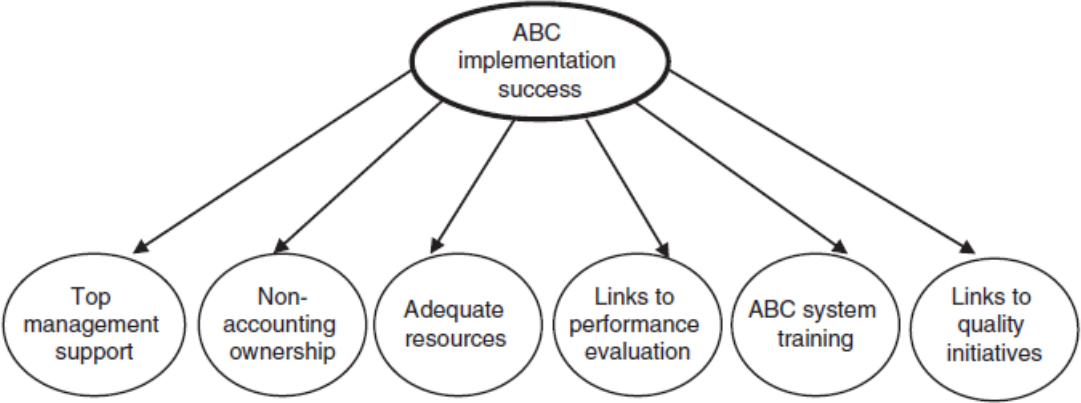 ABC
implementation
success
Top
management
support
Non-
accounting
ownership
Adequate
resources
Links to
performance
evaluation
ABC system
training
Links to
quality
initiatives